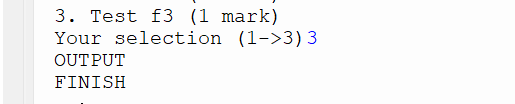 3. Test f3 (1 mark)
Your selection (1->3)3
OUTPUT
FINISH